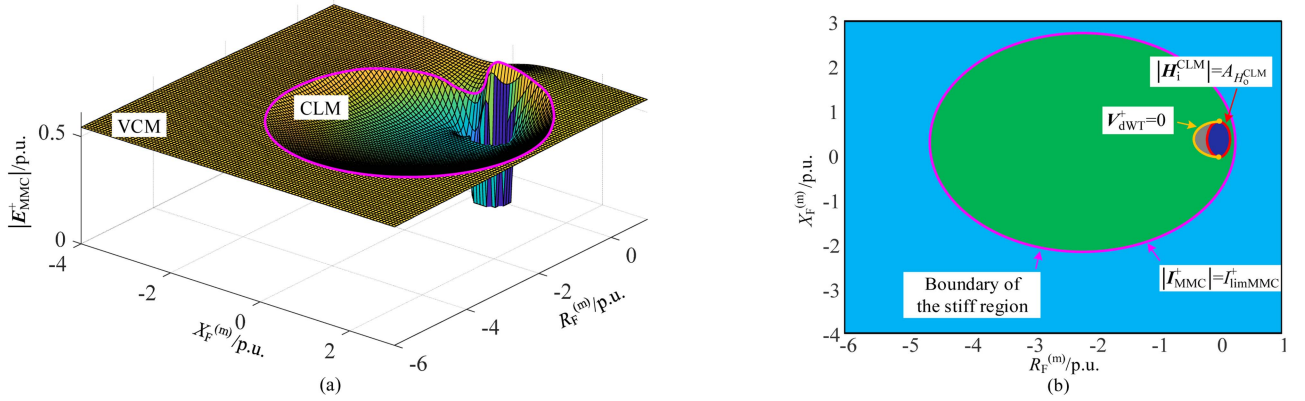 |E⁺MMC|/p.u.
0.5
0
VCM
CLM
-4
-2
0
2
X_F^(m)/p.u.
-6
-4
-2
0
R_F^(m)/p.u.
(a)
X_F^(m)/p.u.
3
2
1
0
-1
-2
-3
-4
|H_i^CLM|=A_{H_o^CLM}
V⁺dWT=0
Boundary of
the stiff region
|I⁺MMC|=I⁺limMMC
-6
-5
-4
-3
-2
-1
0
1
R_F^(m)/p.u.
(b)